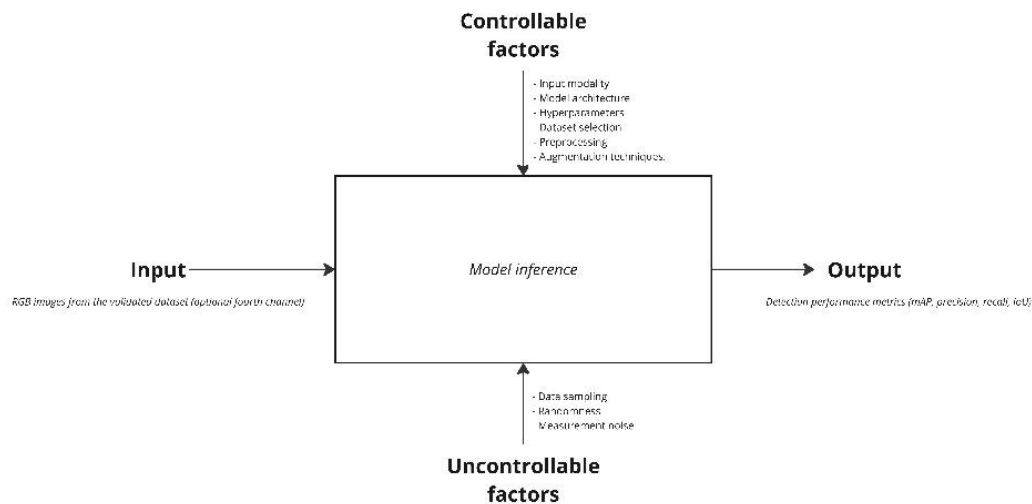 Controllable
factors
- Input modality
- Model architecture
- Hyperparameters
Dataset selection
- Preprocessing
- Augmentation techniques.
Input
RGB images from the validated dataset (optional fourth channel)
Model inference
Output
Detection performance metrics (mAP, precision, recall, IoU)
- Data sampling
- Randomness
Measurement noise
Uncontrollable
factors